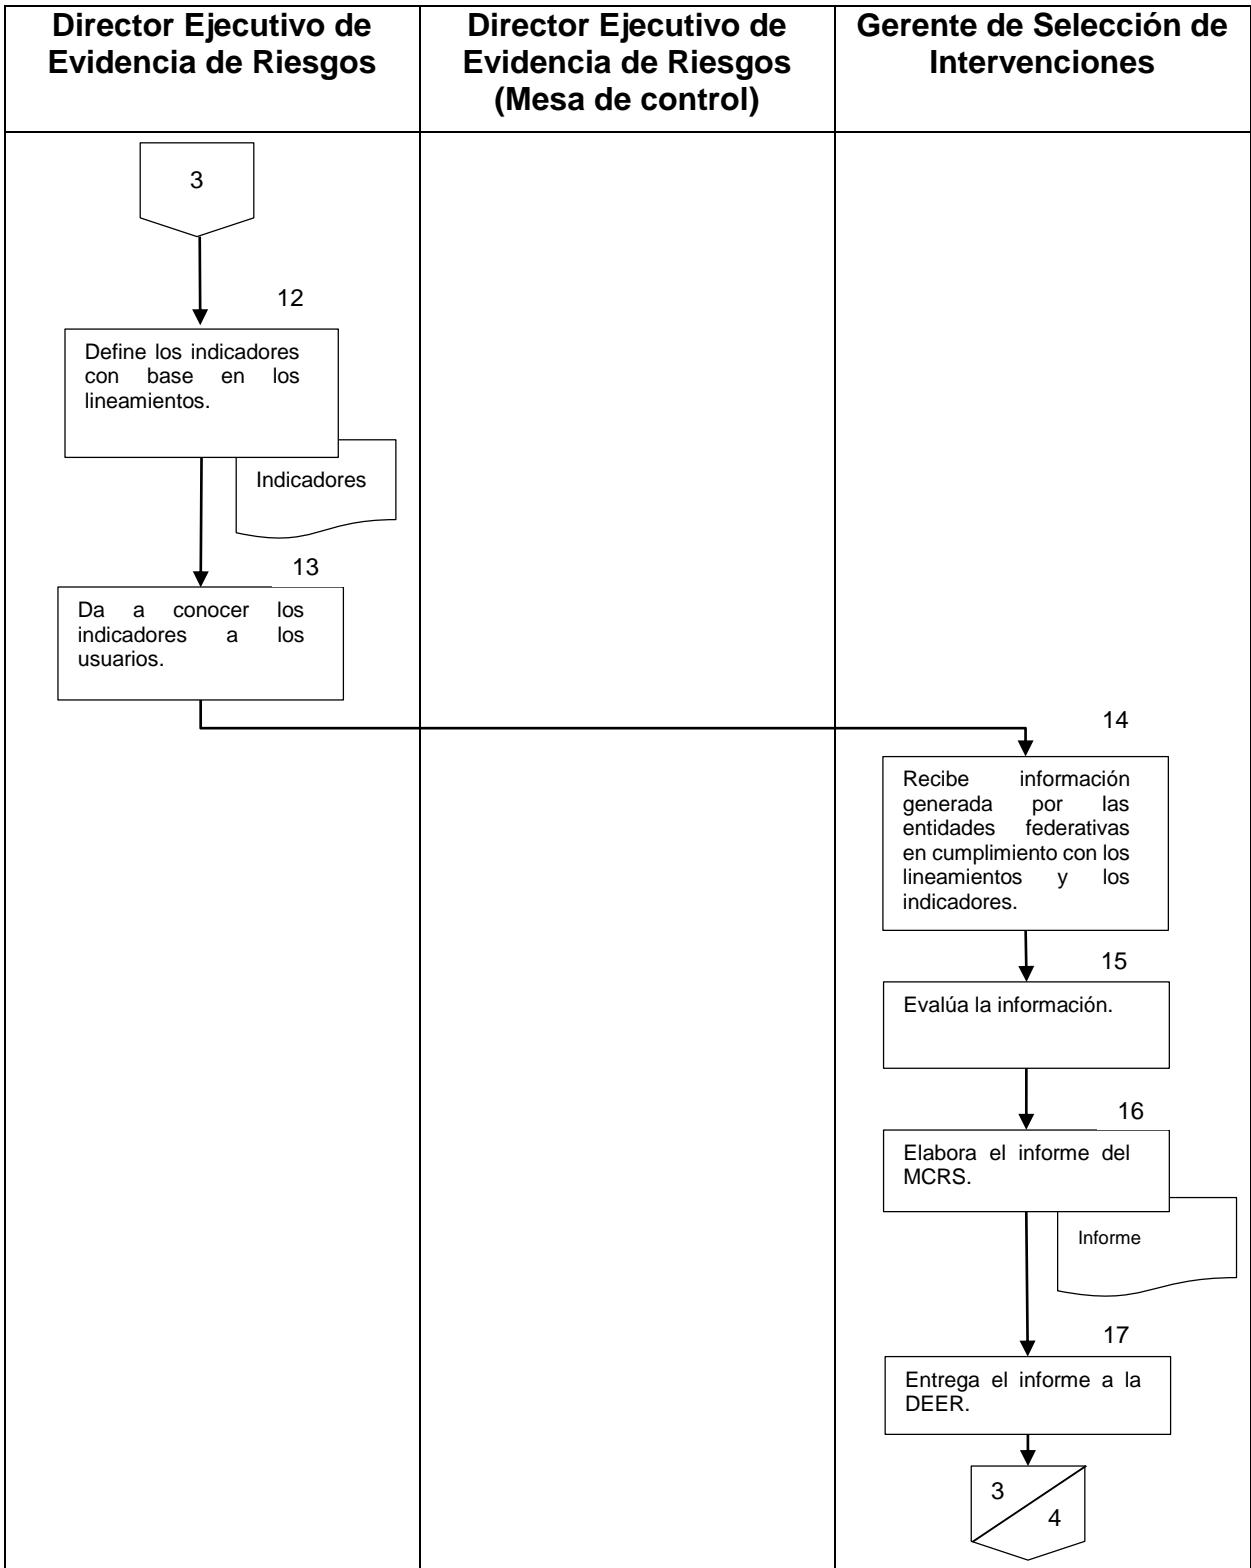 Director Ejecutivo de
Evidencia de Riesgos
Director Ejecutivo de
Evidencia de Riesgos
(Mesa de control)
Gerente de Selección de
Intervenciones
3
12
Define los indicadores
con base en los
lineamientos.
Indicadores
13
Da a conocer los
indicadores a los
usuarios.
14
Recibe información
generada por las
entidades federativas
en cumplimiento con los
lineamientos y los
indicadores.
15
Evalúa la información.
16
Elabora el informe del
MCRS.
Informe
17
Entrega el informe a la
DEER.
3
4